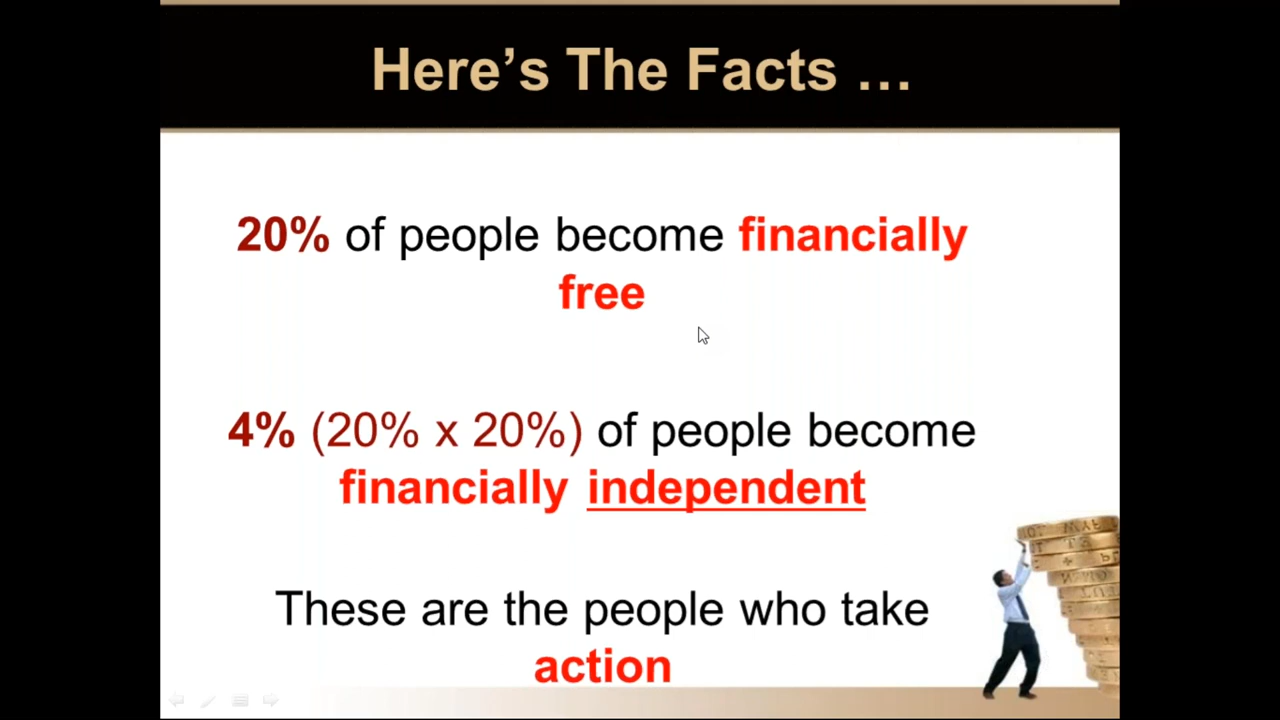 Here’s The Facts …
20% of people become financially
free
4% (20% x 20%) of people become
financially independent
These are the people who take
action